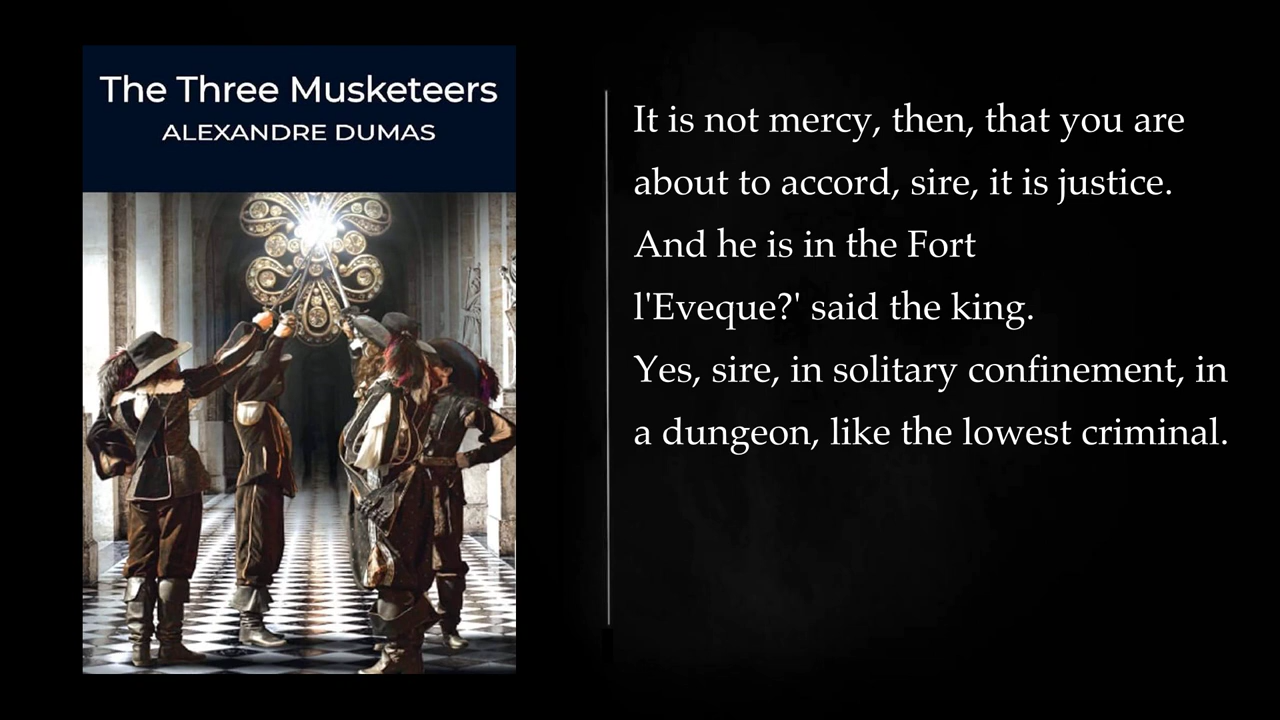 The Three Musketeers
ALEXANDRE DUMAS
It is not mercy, then, that you are
about to accord, sire, it is justice.
And he is in the Fort
l'Eveque?' said the king.
Yes, sire, in solitary confinement, in
a dungeon, like the lowest criminal.